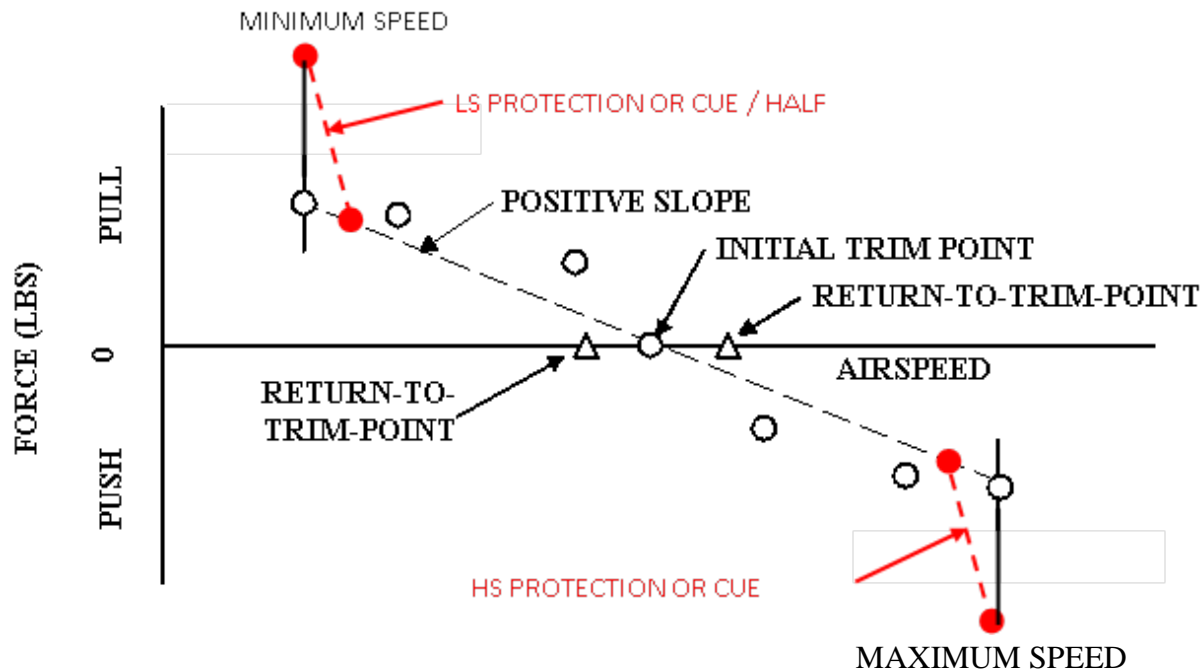 MINIMUM SPEED
LS PROTECTION OR CUE / HALF
POSITIVE SLOPE
INITIAL TRIM POINT
RETURN-TO-TRIM-POINT
AIRSPEED
RETURN-TO-
TRIM-POINT
HS PROTECTION OR CUE
MAXIMUM SPEED
FORCE (LBS)
PULL
0
PUSH